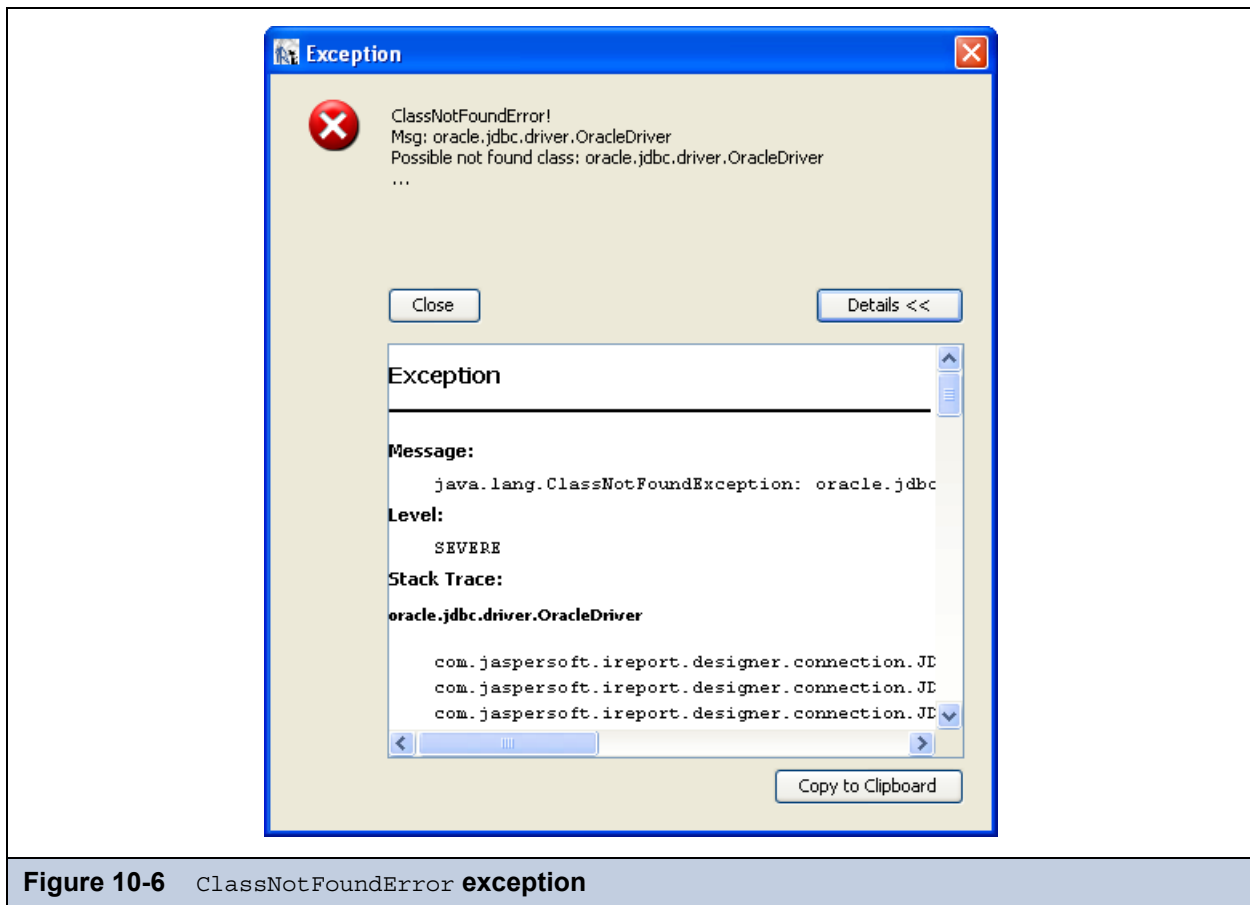 Exception
ClassNotFoundError!
Msg: oracle.jdbc.driver.OracleDriver
Possible not found class: oracle.jdbc.driver.OracleDriver
...
Close
Details <<
Exception
Message:
java.lang.ClassNotFoundException: oracle.jdbc
Level:
SEVERE
Stack Trace:
oracle.jdbc.driver.OracleDriver
com.jaspersoft.ireport.designer.connection.JD
com.jaspersoft.ireport.designer.connection.JD
com.jaspersoft.ireport.designer.connection.JD
Copy to Clipboard
Figure 10-6 ClassNotFoundError exception